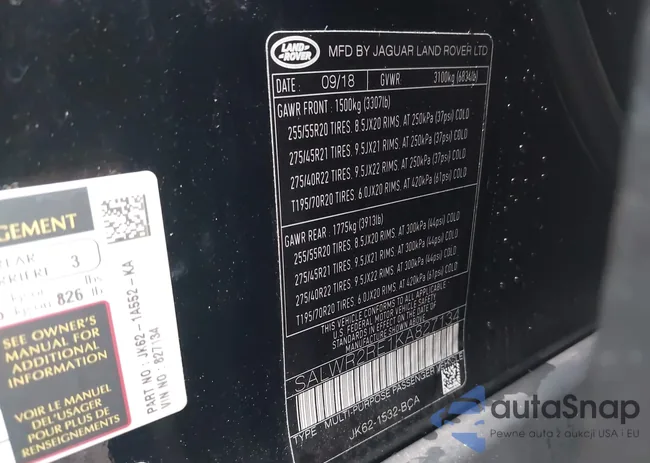 LAND ROVER
MFD BY JAGUAR LAND ROVER LTD
DATE : 09/18 GVWR: 3100kg (6834lb)
GAWR FRONT : 1500kg (3307lb)
255/55R20 TIRES. 8.5JX20 RIMS. AT 250kPA (37psi) COLD
275/45R21 TIRES. 9.5JX21 RIMS. AT 250kPA (37psi) COLD
275/40R22 TIRES. 9.5JX22 RIMS. AT 250kPA (37psi) COLD
T195/70R20 TIRES. 6.0JX20 RIMS. AT 420kPA (61psi) COLD
GAWR REAR : 1775kg (3913lb)
255/55R20 TIRES. 8.5JX20 RIMS. AT 300kPA (44psi) COLD
275/45R21 TIRES. 9.5JX21 RIMS. AT 300kPA (44psi) COLD
275/40R22 TIRES. 9.5JX22 RIMS. AT 300kPA (44psi) COLD
T195/70R20 TIRES. 6.0JX20 RIMS. AT 420kPA (61psi) COLD
THIS VEHICLE CONFORMS TO ALL APPLICABLE
U.S. FEDERAL MOTOR VEHICLE SAFETY
STANDARDS IN EFFECT ON THE DATE OF
MANUFACTURE SHOWN ABOVE
TYPE : MULTI-PURPOSE PASSENGER
JK62-1532-BCA
GEMENT
REAR
ARRIERE 3
826 lb
SEE OWNER'S
MANUAL FOR
ADDITIONAL
INFORMATION
VOIR LE MANUEL
DEL'USAGER
POUR PLUS DE
RENSEIGNEMENTS
PART NO: JK62-1A552-KA
VIN NO: 827134
autaSnap
Pewne auta z aukcji USA i EU